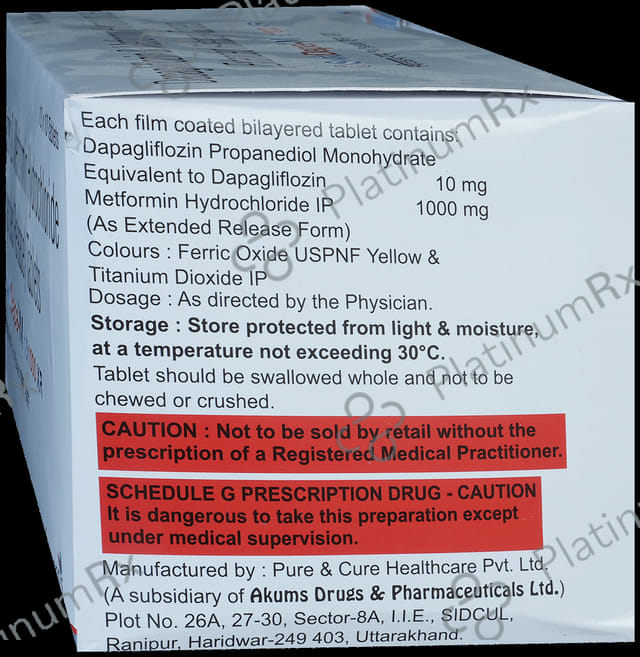 Each film coated bilayered tablet contains:
Dapagliflozin Propanediol Monohydrate
Equivalent to Dapagliflozin 10 mg
Metformin Hydrochloride IP 1000 mg
(As Extended Release Form)
Colours : Ferric Oxide USPNF Yellow &
Titanium Dioxide IP
Dosage : As directed by the Physician.
Storage : Store protected from light & moisture,
at a temperature not exceeding 30°C.
Tablet should be swallowed whole and not to be
chewed or crushed.
CAUTION : Not to be sold by retail without the
prescription of a Registered Medical Practitioner.
SCHEDULE G PRESCRIPTION DRUG - CAUTION
It is dangerous to take this preparation except
under medical supervision.
Manufactured by : Pure & Cure Healthcare Pvt. Ltd.
(A subsidiary of Akums Drugs & Pharmaceuticals Ltd.)
Plot No. 26A, 27-30, Sector-8A, I.I.E., SIDCUL,
Ranipur, Haridwar-249 403, Uttarakhand.
PlatinumRx
PlatinumRx
PlatinumRx
Platinu
tinumRx